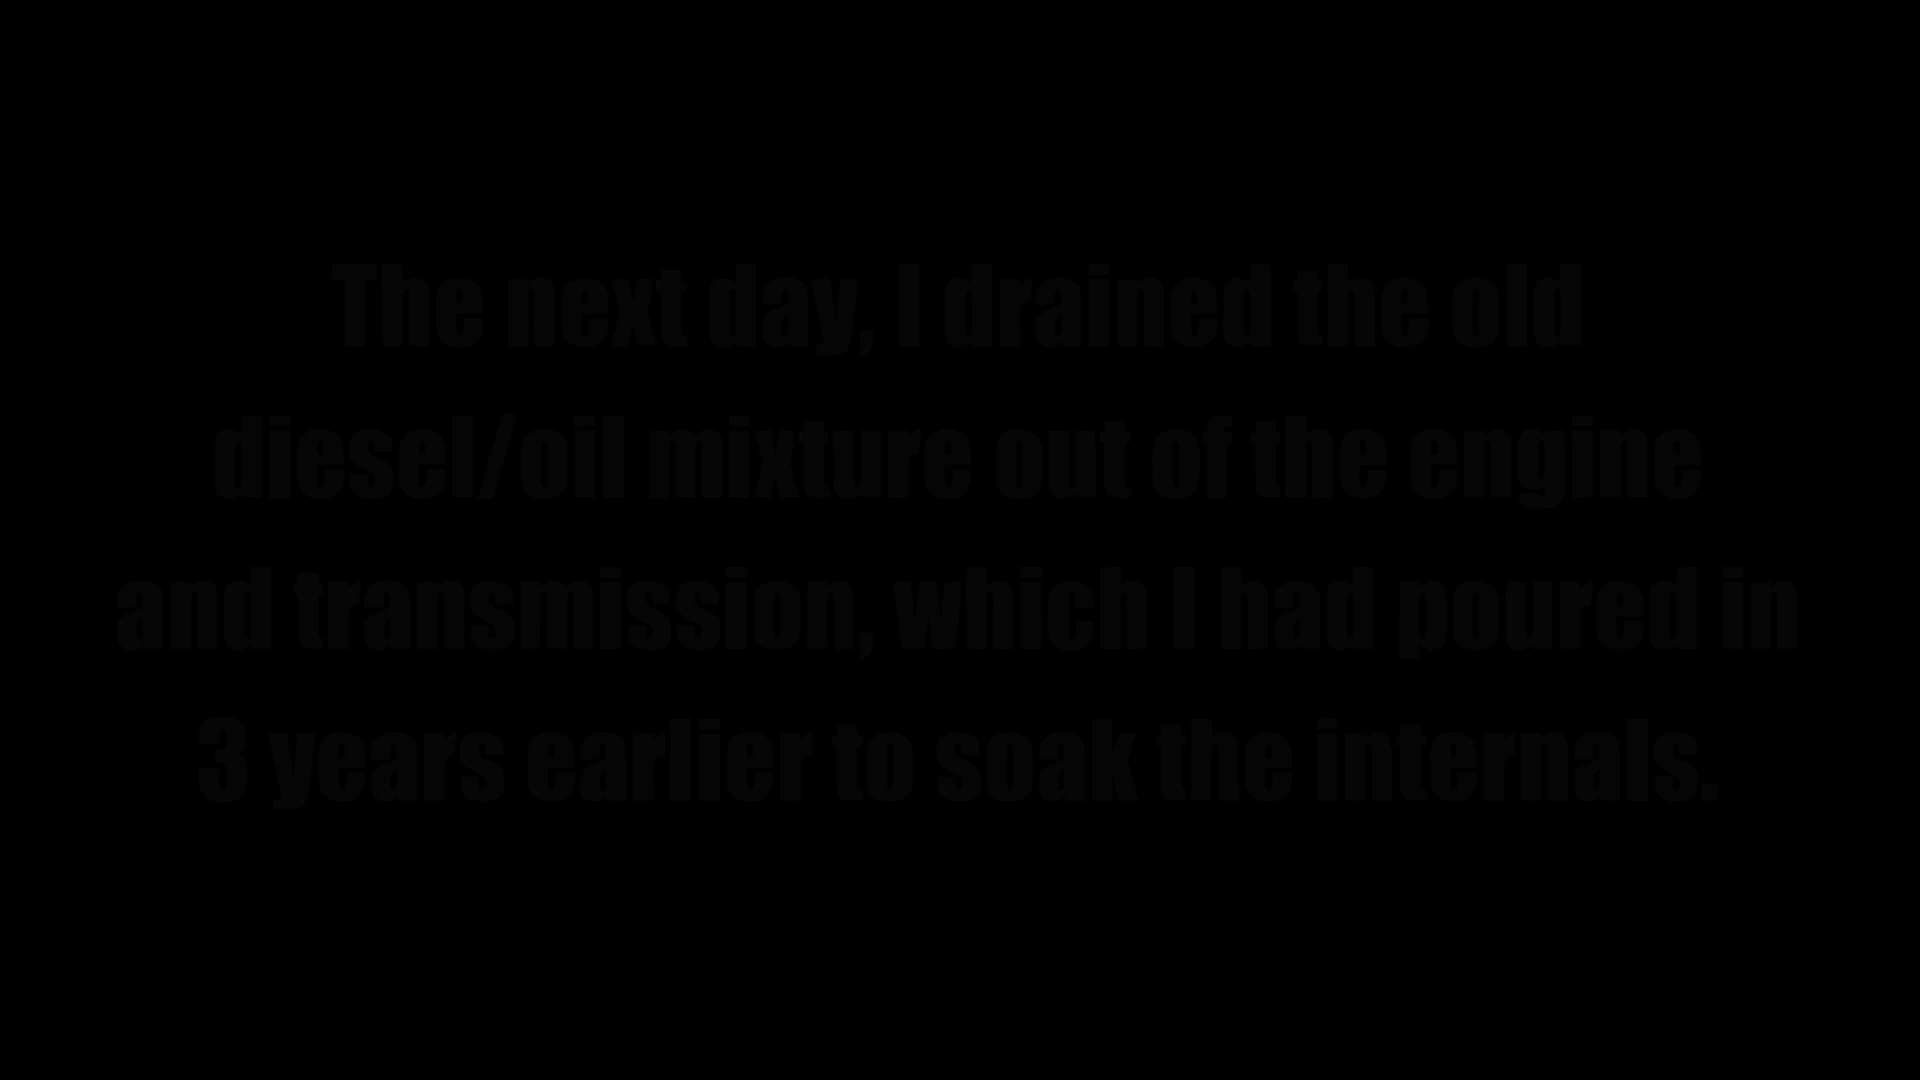 The next day, I drained the old
diesel/oil mixture out of the engine
and transmission, which I had poured in
3 years earlier to soak the internals.